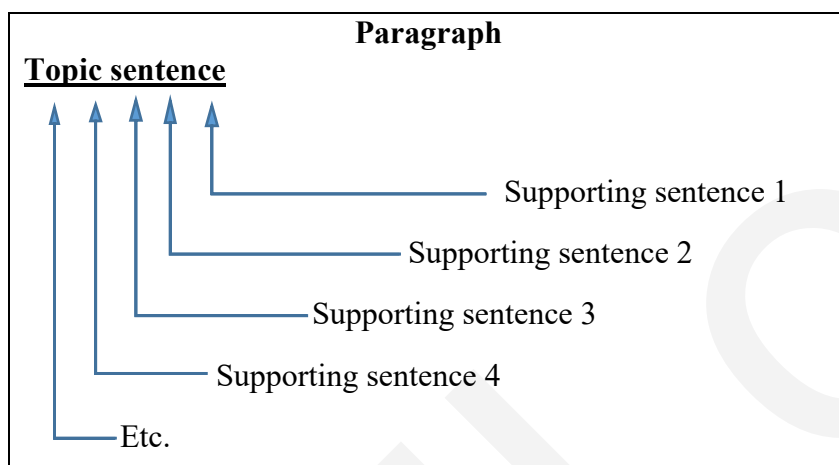 Paragraph
Topic sentence
Supporting sentence 1
Supporting sentence 2
Supporting sentence 3
Supporting sentence 4
Etc.